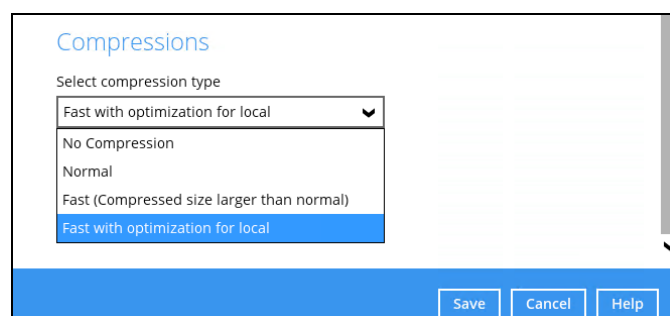 Compressions
Select compression type
Fast with optimization for local
No Compression
Normal
Fast (Compressed size larger than normal)
Fast with optimization for local
Save Cancel Help